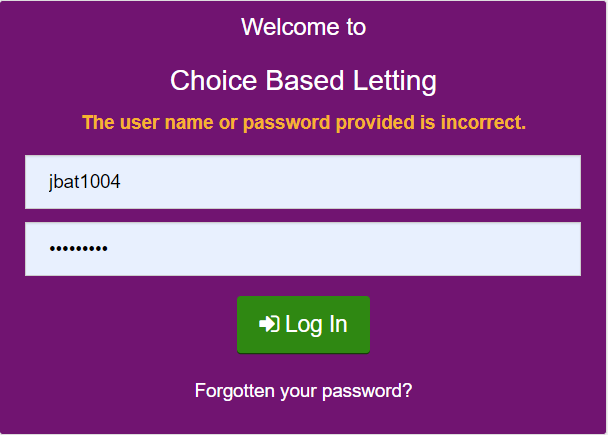 Welcome to
Choice Based Letting
The user name or password provided is incorrect.
jbat1004
•••••••••
Log In
Forgotten your password?